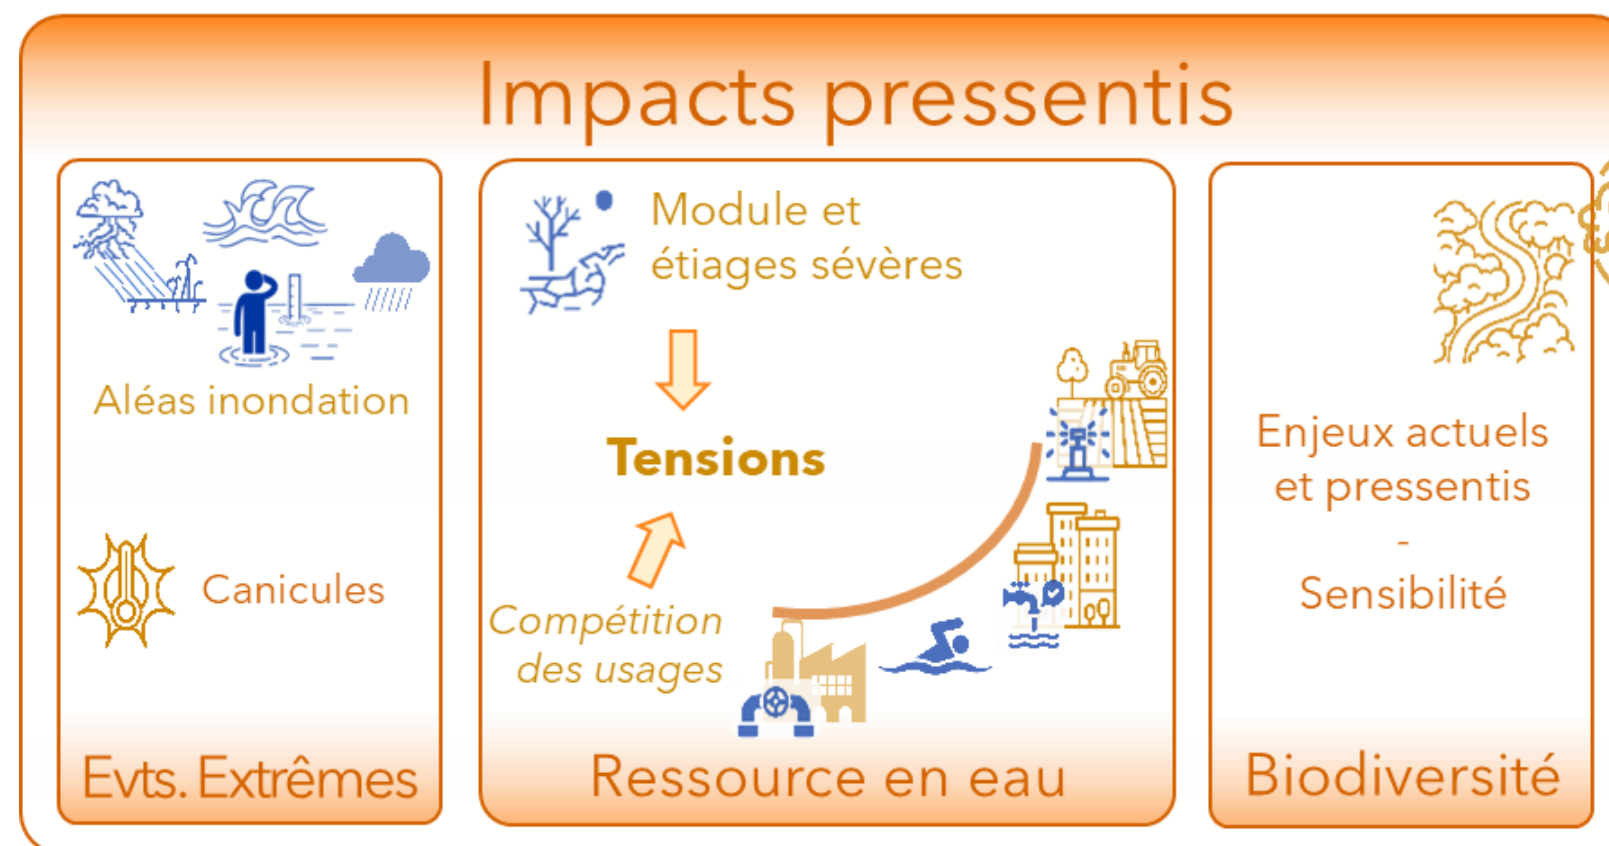 Impacts pressentis
Aléas inondation
Canicules
Evts. Extrêmes
Module et
étiages sévères
Tensions
Compétition
des usages
Ressource en eau
Enjeux actuels
et pressentis
-
Sensibilité
Biodiversité